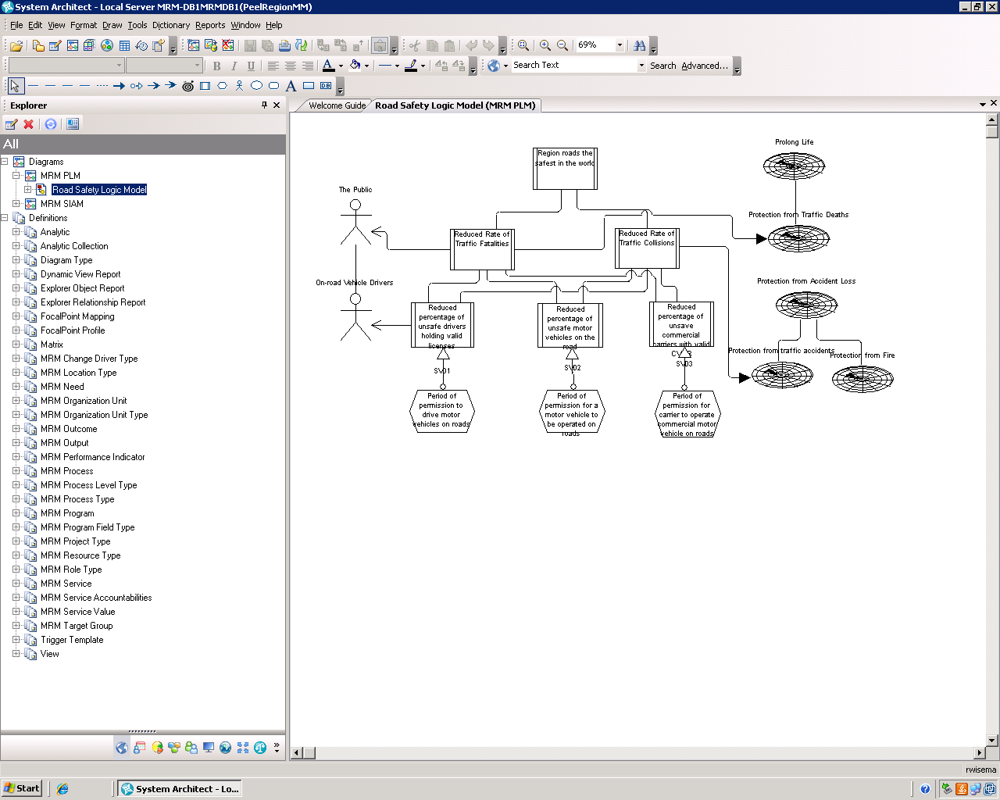 System Architect - Local Server MRM-DB1MRMDB1(PeelRegionMM)
File Edit View Format Draw Tools Dictionary Reports Window Help
69%
B I U
Search Text
Search Advanced...
Explorer
Welcome Guide
Road Safety Logic Model (MRM PLM)
All
Diagrams
MRM PLM
Road Safety Logic Model
MRM SIAM
Definitions
Analytic
Analytic Collection
Diagram Type
Dynamic View Report
Explorer Object Report
Explorer Relationship Report
FocalPoint Mapping
FocalPoint Profile
Matrix
MRM Change Driver Type
MRM Location Type
MRM Need
MRM Organization Unit
MRM Organization Unit Type
MRM Outcome
MRM Output
MRM Performance Indicator
MRM Process
MRM Process Level Type
MRM Process Type
MRM Program
MRM Program Field Type
MRM Project Type
MRM Resource Type
MRM Role Type
MRM Service
MRM Service Accountabilities
MRM Service Value
MRM Target Group
Trigger Template
View
Region roads the
safest in the world
Prolong Life
The Public
Protection from Traffic Deaths
Reduced Rate of
Traffic Fatalities
Reduced Rate of
Traffic Collisions
On-road Vehicle Drivers
Protection from Accident Loss
Reduced
percentage of
unsafe drivers
holding valid
licenses
Reduced
percentage of
unsafe motor
vehicles on the
road
Reduced
percentage of
unsave
commercial
carriers with valid
Protection from traffic accidents
Protection from Fire
SV01
SV02
SV03
Period of
permission to
drive motor
vehicles on roads
Period of
permission for a
motor vehicle to
be operated on
roads
Period of
permission for
carrier to operate
commercial motor
vehicle on roads
rwisema
Start
System Architect - Lo...